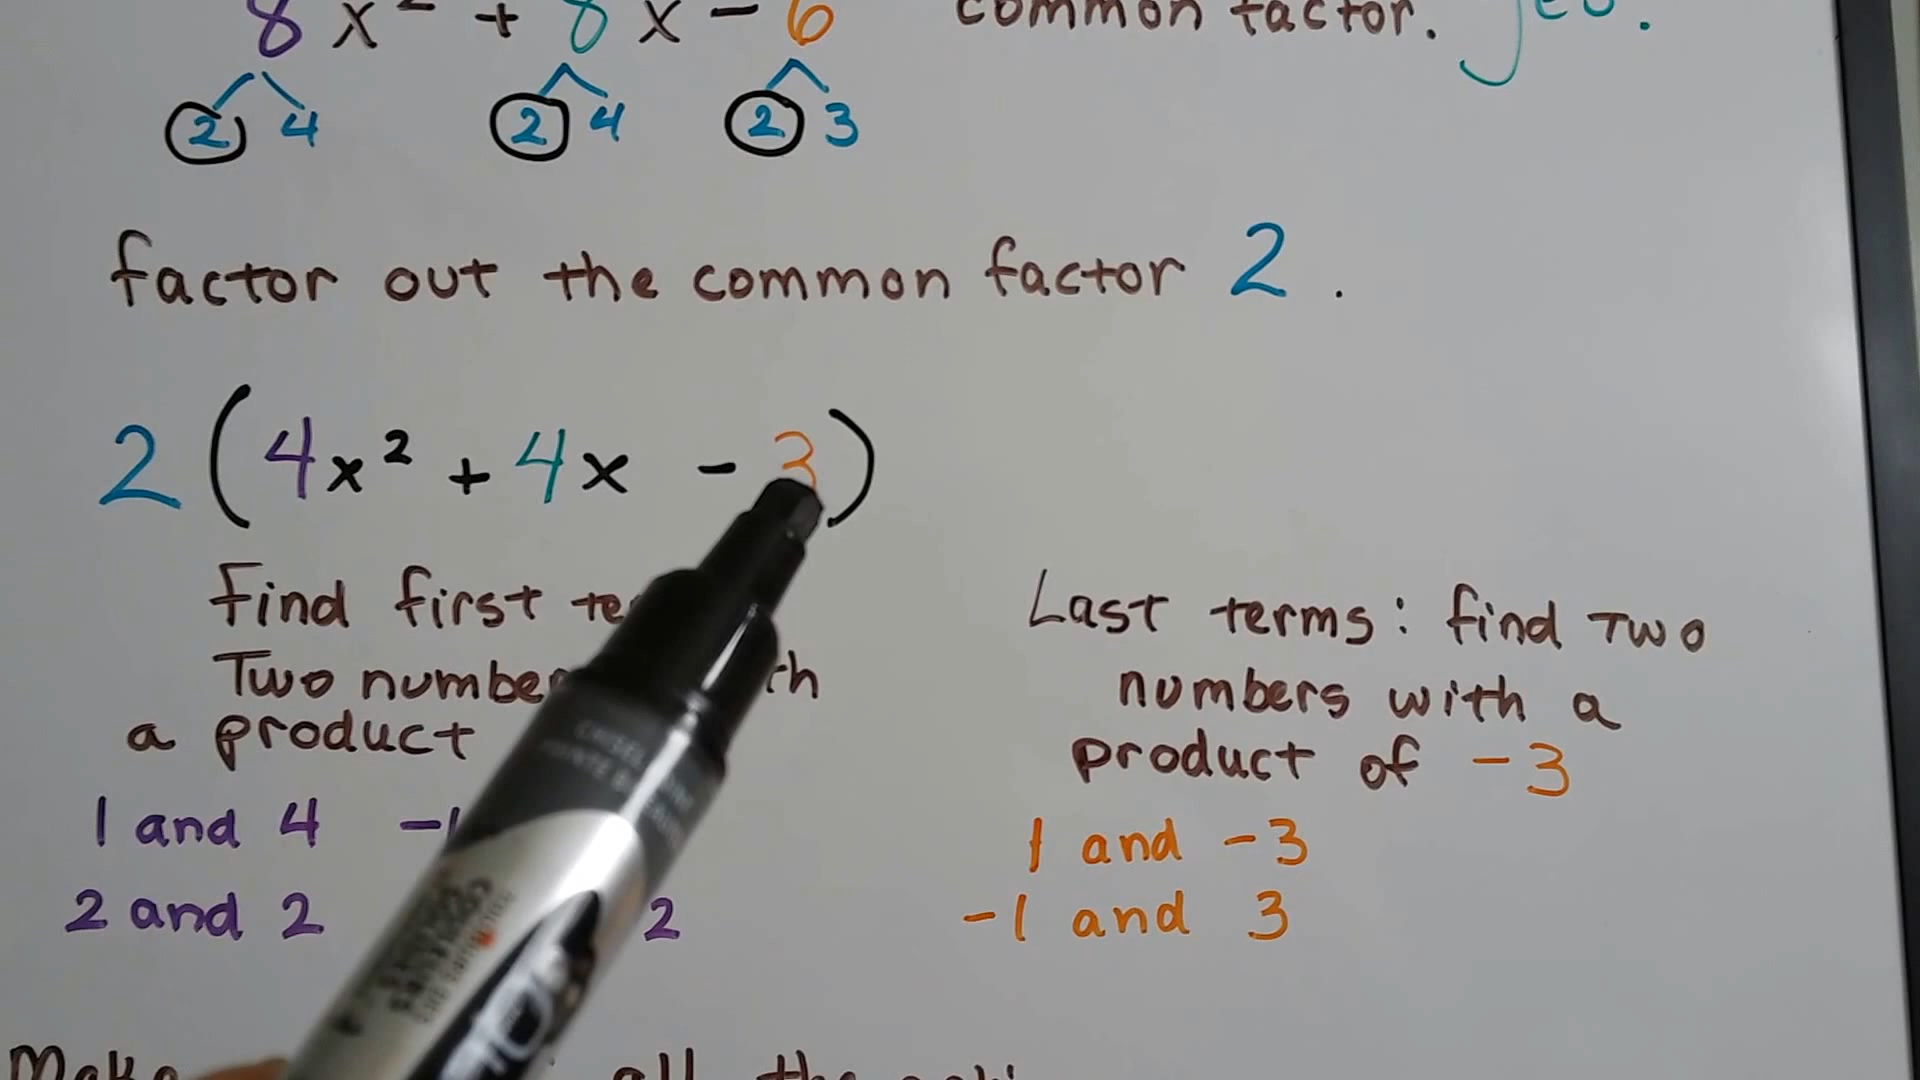 8x² + 8x - 6 common factor.
2 4 2 4 2 3
factor out the common factor 2.
2(4x² + 4x - 3)
Find first
Two
a product
Last terms: find two
numbers with a
product of -3
1 and 4
2 and 2 2
1 and -3
-1 and 3
all the